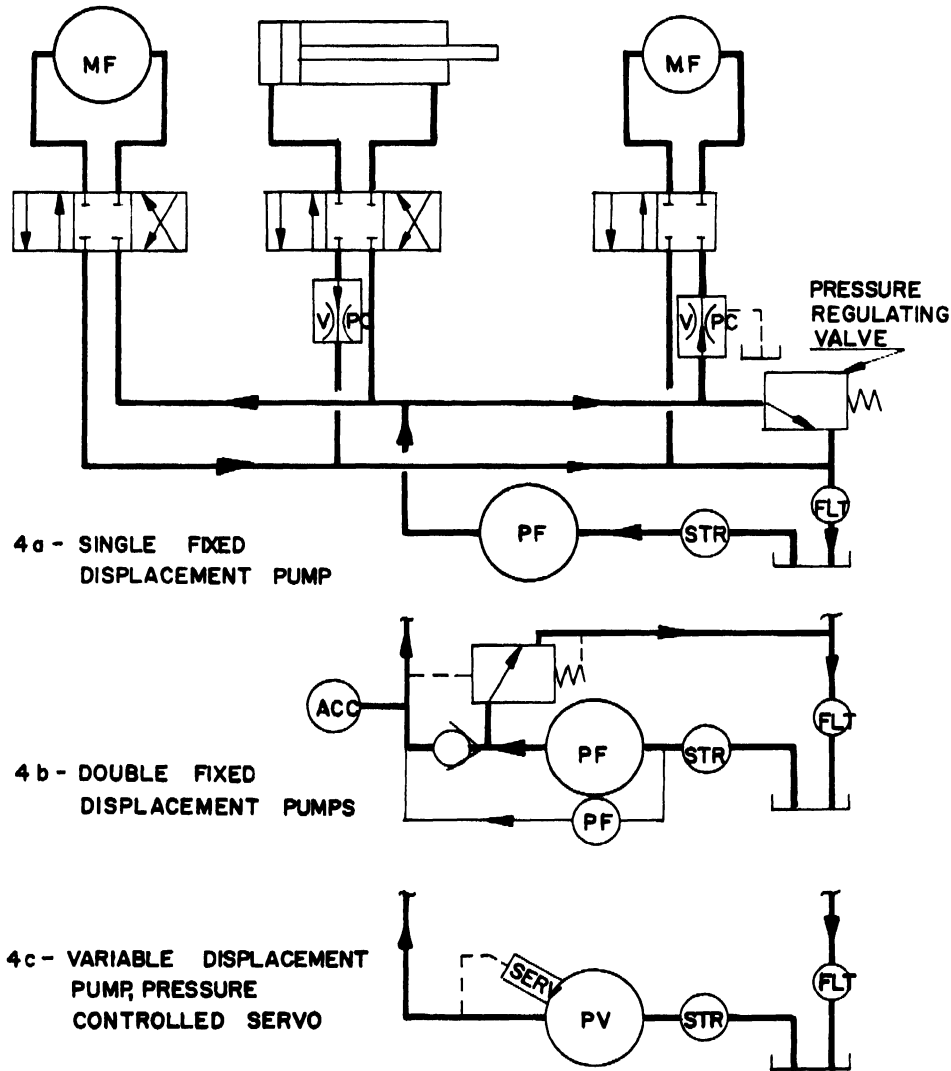 MF
MF
V PC
V PC
PRESSURE
REGULATING
VALVE
FLT
PF
STR
4a - SINGLE FIXED
DISPLACEMENT PUMP
ACC
FLT
PF
STR
4b - DOUBLE FIXED
DISPLACEMENT PUMPS
PF
4c - VARIABLE DISPLACEMENT
PUMP, PRESSURE
CONTROLLED SERVO
SERV
PV
STR
FLT